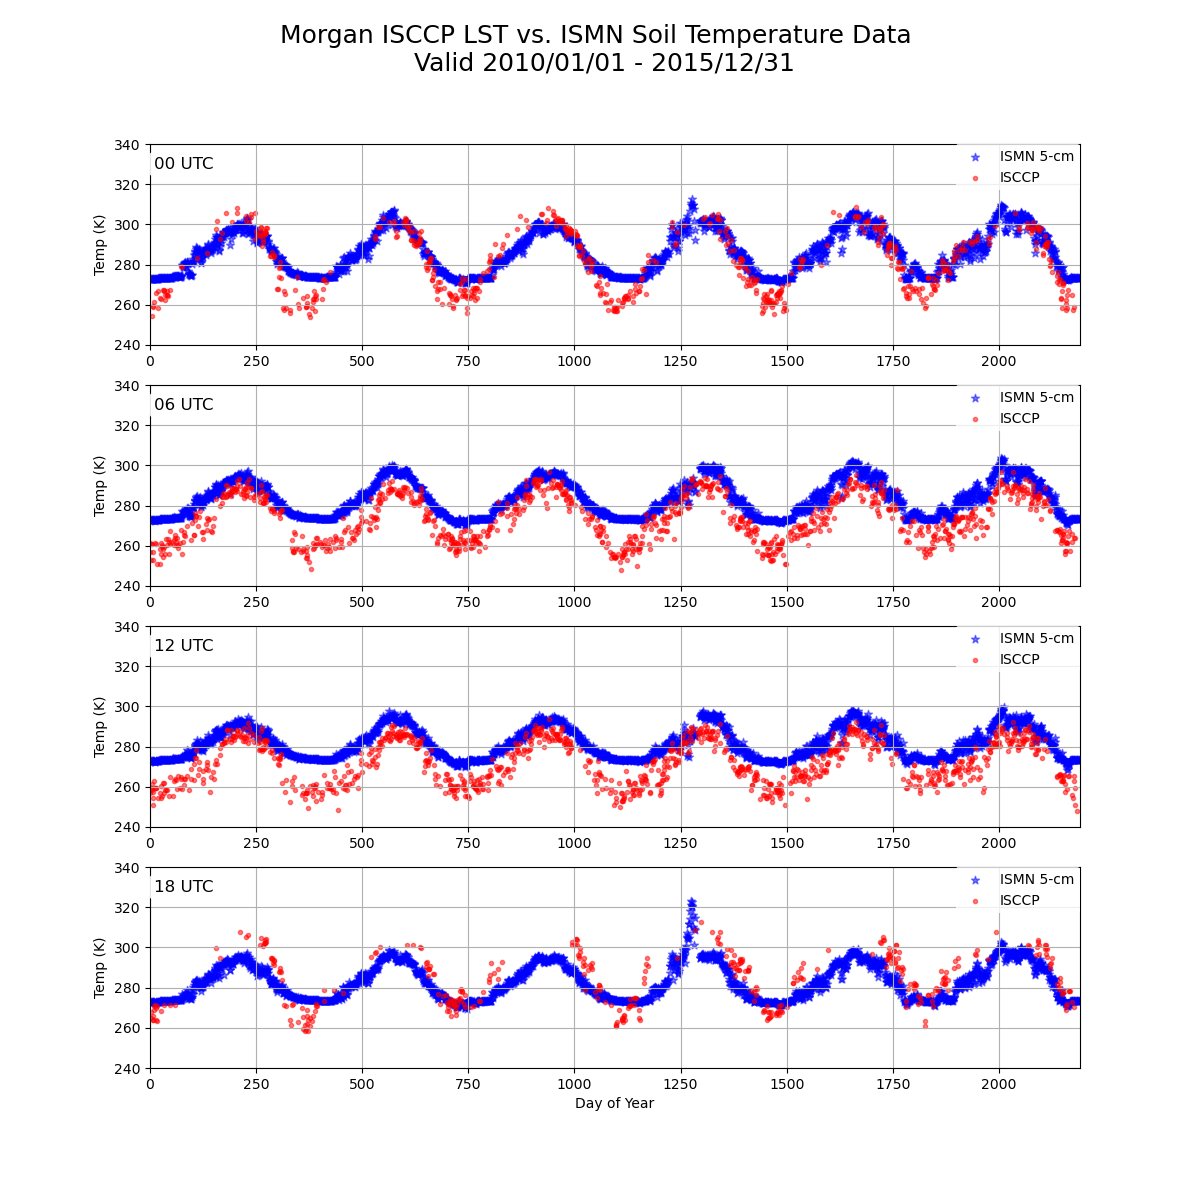 Morgan ISCCP LST vs. ISMN Soil Temperature Data
Valid 2010/01/01 - 2015/12/31
340
320
300
280
260
240
Temp (K)
00 UTC
ISMN 5-cm
ISCCP
0 250 500 750 1000 1250 1500 1750 2000
340
320
300
280
260
240
Temp (K)
06 UTC
ISMN 5-cm
ISCCP
0 250 500 750 1000 1250 1500 1750 2000
340
320
300
280
260
240
Temp (K)
12 UTC
ISMN 5-cm
ISCCP
0 250 500 750 1000 1250 1500 1750 2000
340
320
300
280
260
240
Temp (K)
18 UTC
ISMN 5-cm
ISCCP
0 250 500 750 1000 1250 1500 1750 2000
Day of Year